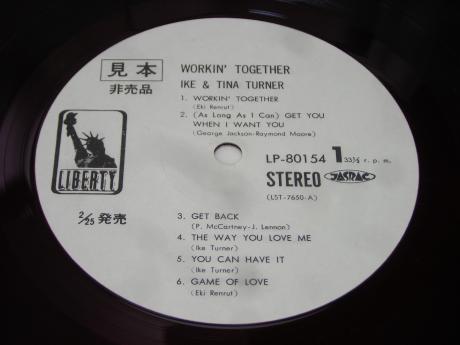 見本
非売品
WORKIN' TOGETHER
IKE & TINA TURNER
1. WORKIN' TOGETHER
(Eki Renrut)
2. (As Long As I Can) GET YOU
WHEN I WANT YOU
(George Jackson-Raymond Moore)
LIBERTY
LP-80154 1 33⅓ r. p. m.
STEREO JASRAC
(LST-7650-A)
2/25 発売
3. GET BACK
(P. McCartney-J. Lennon)
4. THE WAY YOU LOVE ME
(Ike Turner)
5. YOU CAN HAVE IT
(Ike Turner)
6. GAME OF LOVE
(Eki Renrut)